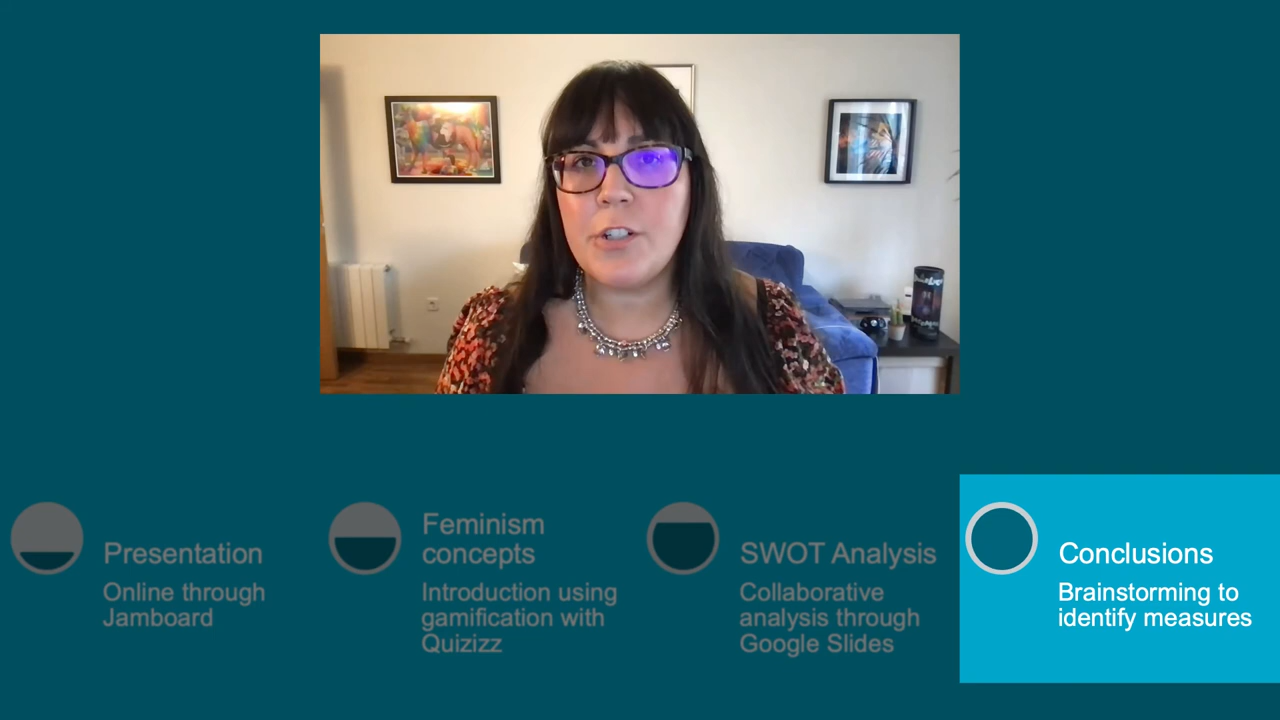 Presentation
Online through
Jamboard
Feminism
concepts
Introduction using
gamification with
Quizizz
SWOT Analysis
Collaborative
analysis through
Google Slides
Conclusions
Brainstorming to
identify measures